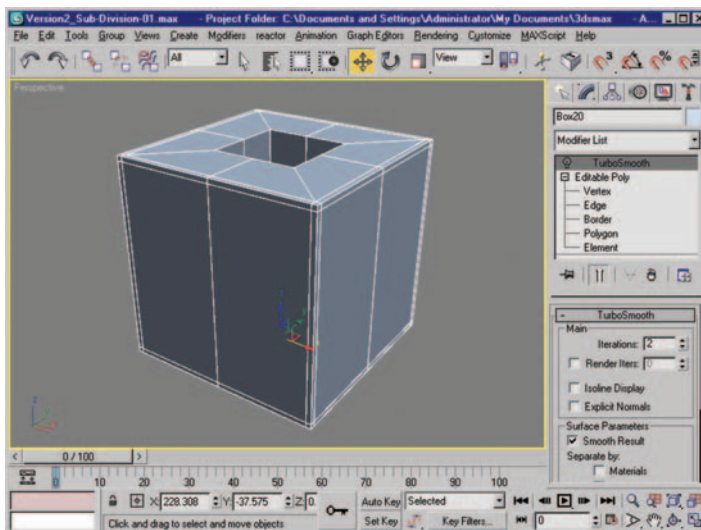 Version2_Sub-Division-01.max - Project Folder: C:\Documents and Settings\Administrator\My Documents\3dsmax - A...
File Edit Tools Group Views Create Modifiers reactor Animation Graph Editors Rendering Customize MAXScript Help
All
View
3
%
Perspective
Box20
Modifier List
TurboSmooth
Editable Poly
Vertex
Edge
Border
Polygon
Element
TurboSmooth
Main
Iterations: 2
Render Iters: 0
Isoline Display
Explicit Normals
Surface Parameters
Smooth Result
Separate by:
Materials
z
0 / 100
0 10 20 30 40 50 60 70 80 90 100
X: 228.308 Y: -37.575 Z: 0.
Auto Key Selected
Click and drag to select and move objects
Set Key Key Filters...
0